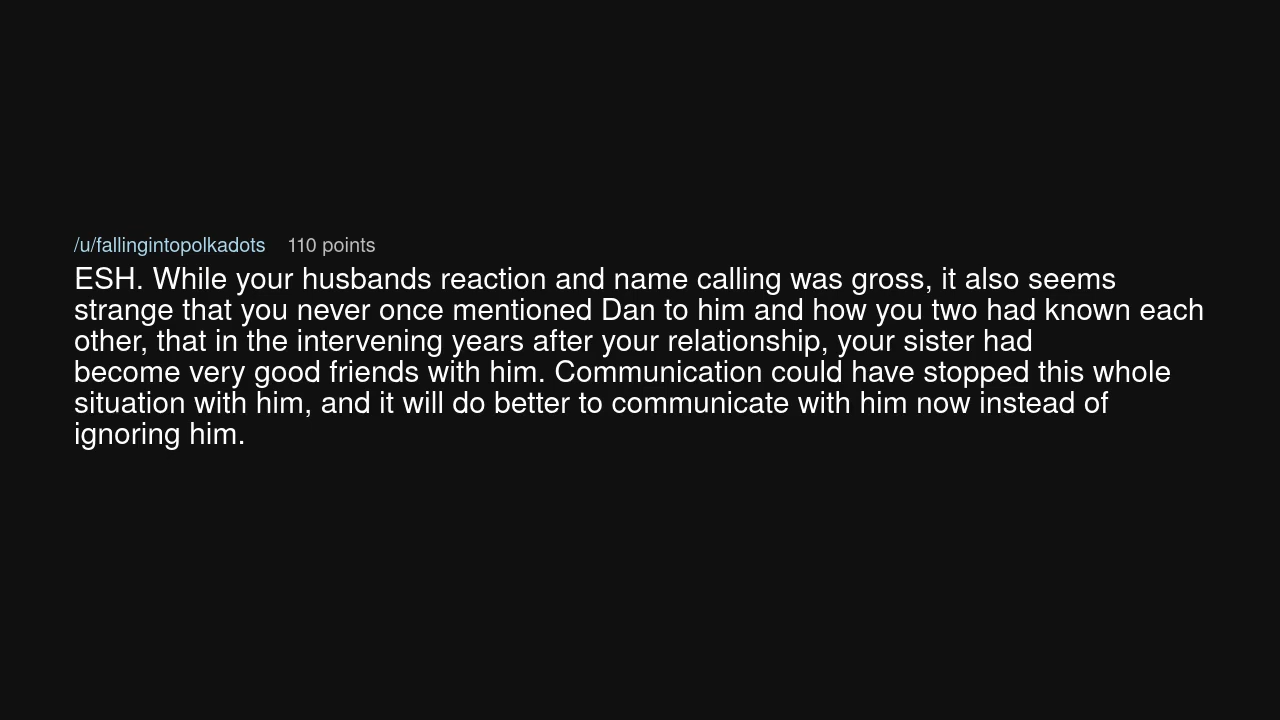 /u/fallingintopolkadots 110 points
ESH. While your husbands reaction and name calling was gross, it also seems
strange that you never once mentioned Dan to him and how you two had known each
other, that in the intervening years after your relationship, your sister had
become very good friends with him. Communication could have stopped this whole
situation with him, and it will do better to communicate with him now instead of
ignoring him.